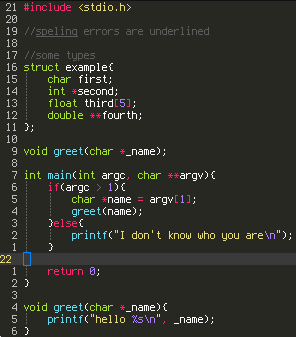 21 #include <stdio.h>
20
19 //speling errors are underlined
18
17 //some types
16 struct example{
15     char first;
14     int *second;
13     float third[5];
12     double **fourth;
11 };
10
9 void greet(char *_name);
8
7 int main(int argc, char **argv){
6     if(argc > 1){
5         char *name = argv[1];
4         greet(name);
3     }else{
2         printf("I don't know who you are\n");
1     }
22
1     return 0;
2 }
3
4 void greet(char *_name){
5     printf("hello %s\n", _name);
6 }